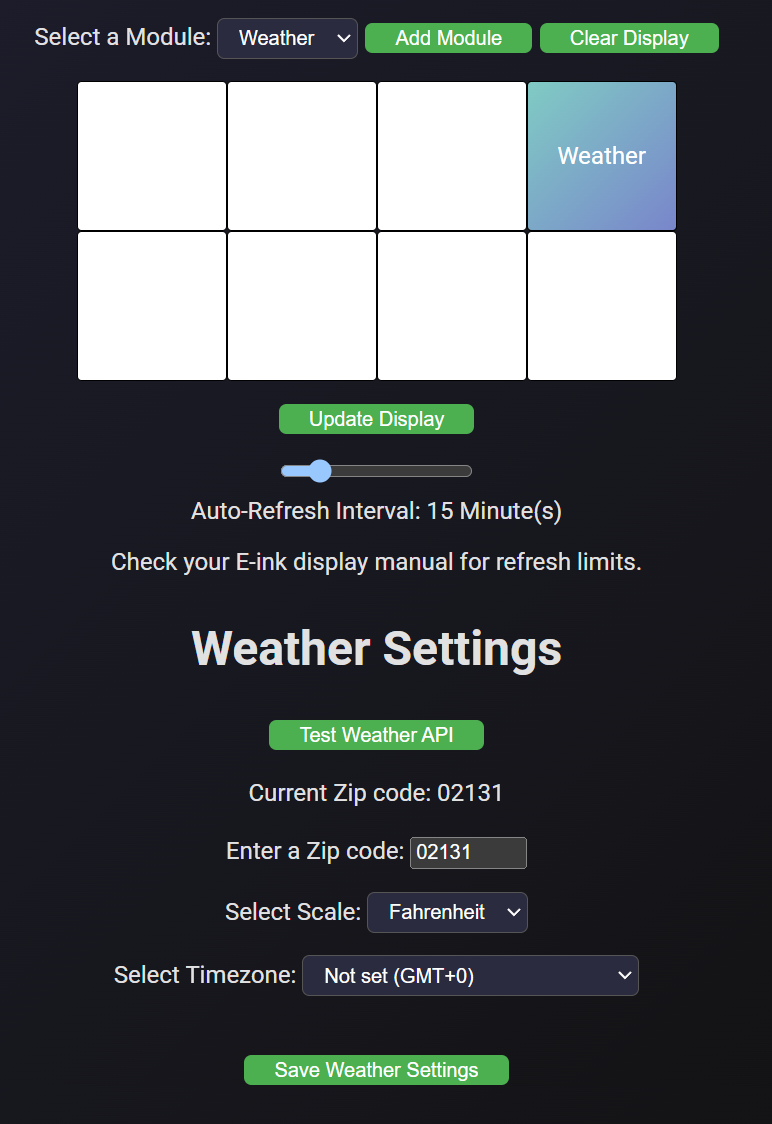 Select a Module: Weather Add Module Clear Display
Weather
Update Display
Auto-Refresh Interval: 15 Minute(s)
Check your E-ink display manual for refresh limits.
Weather Settings
Test Weather API
Current Zip code: 02131
Enter a Zip code: 02131
Select Scale: Fahrenheit
Select Timezone: Not set (GMT+0)
Save Weather Settings